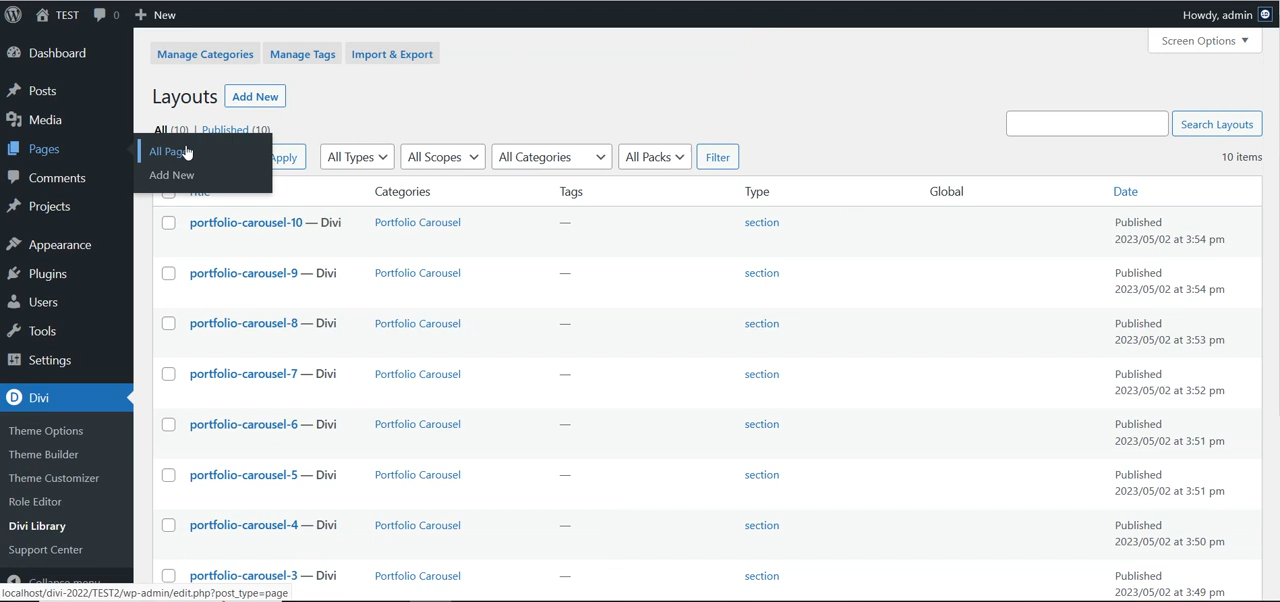 TEST 0 + New Howdy, admin
Dashboard
Posts
Media
Pages
Comments
Projects
Appearance
Plugins
Users
Tools
Settings
Divi
Theme Options
Theme Builder
Theme Customizer
Role Editor
Divi Library
Support Center
Collapse menu
All
Add New
Manage Categories Manage Tags Import & Export
Screen Options ▼
Layouts Add New
All (10) | Published (10)
Search Layouts
Apply All Types All Scopes All Categories All Packs Filter 10 items
Title Categories Tags Type Global Date
portfolio-carousel-10 — Divi Portfolio Carousel — section Published
2023/05/02 at 3:54 pm
portfolio-carousel-9 — Divi Portfolio Carousel — section Published
2023/05/02 at 3:54 pm
portfolio-carousel-8 — Divi Portfolio Carousel — section Published
2023/05/02 at 3:53 pm
portfolio-carousel-7 — Divi Portfolio Carousel — section Published
2023/05/02 at 3:52 pm
portfolio-carousel-6 — Divi Portfolio Carousel — section Published
2023/05/02 at 3:51 pm
portfolio-carousel-5 — Divi Portfolio Carousel — section Published
2023/05/02 at 3:51 pm
portfolio-carousel-4 — Divi Portfolio Carousel — section Published
2023/05/02 at 3:50 pm
portfolio-carousel-3 — Divi Portfolio Carousel — section Published
2023/05/02 at 3:49 pm
localhost/divi-2022/TEST2/wp-admin/edit.php?post_type=page